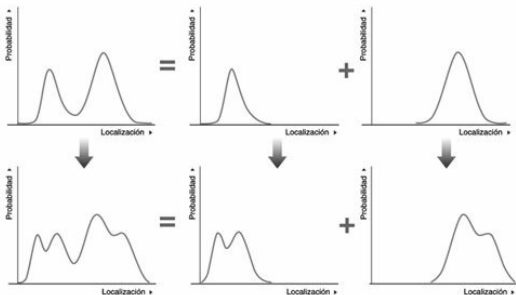 Probabilidad ▸
Localización ▸
=
Probabilidad ▸
Localización ▸
+
Probabilidad ▸
Localización ▸
Probabilidad ▸
Localización ▸
=
Probabilidad ▸
Localización ▸
+
Probabilidad ▸
Localización ▸